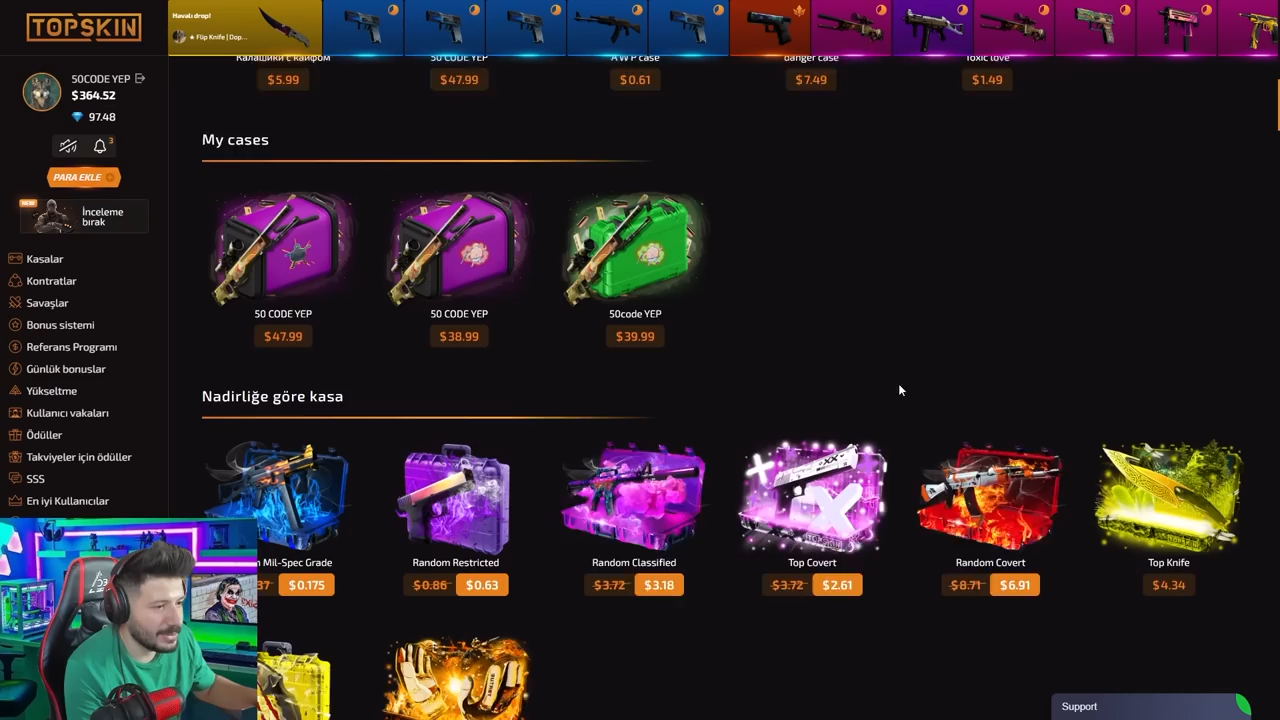 TOPSKIN
Havalı drop!
★ Flip Knife | Dop...
50CODE YEP
$364.52
97.48
3
PARA EKLE
NEW
İnceleme
bırak
Kasalar
Kontratlar
Savaşlar
Bonus sistemi
Referans Programı
Günlük bonuslar
Yükseltme
Kullanıcı vakaları
Ödüller
Takviyeler için ödüller
SSS
En iyi Kullanıcılar
Калашики с кайфом
$5.99
50 CODE YEP
$47.99
A W P case
$0.61
danger case
$7.49
Toxic love
$1.49
My cases
50 CODE YEP
$47.99
50 CODE YEP
$38.99
50code YEP
$39.99
Nadirliğe göre kasa
Mil-Spec Grade
$0.175
Random Restricted
$0.86 $0.63
Random Classified
$3.72 $3.18
TOPSKIN
Top Covert
$3.72 $2.61
Random Covert
$8.71 $6.91
Top Knife
$4.34
Support